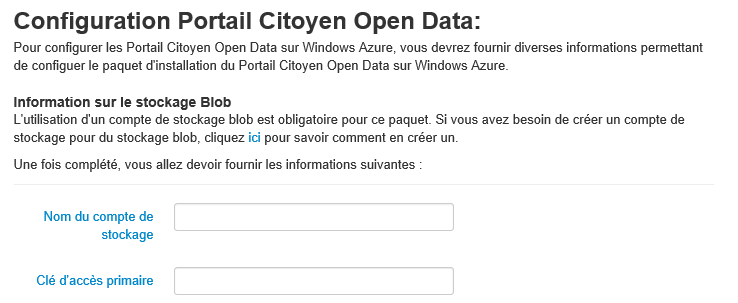 Configuration Portail Citoyen Open Data:
Pour configurer les Portail Citoyen Open Data sur Windows Azure, vous devrez fournir diverses informations permettant
de configuer le paquet d'installation du Portail Citoyen Open Data sur Windows Azure.
Information sur le stockage Blob
L'utilisation d'un compte de stockage blob est obligatoire pour ce paquet. Si vous avez besoin de créer un compte de
stockage pour du stockage blob, cliquez ici pour savoir comment en créer un.
Une fois complété, vous allez devoir fournir les informations suivantes :
Nom du compte de
stockage
Clé d'accès primaire